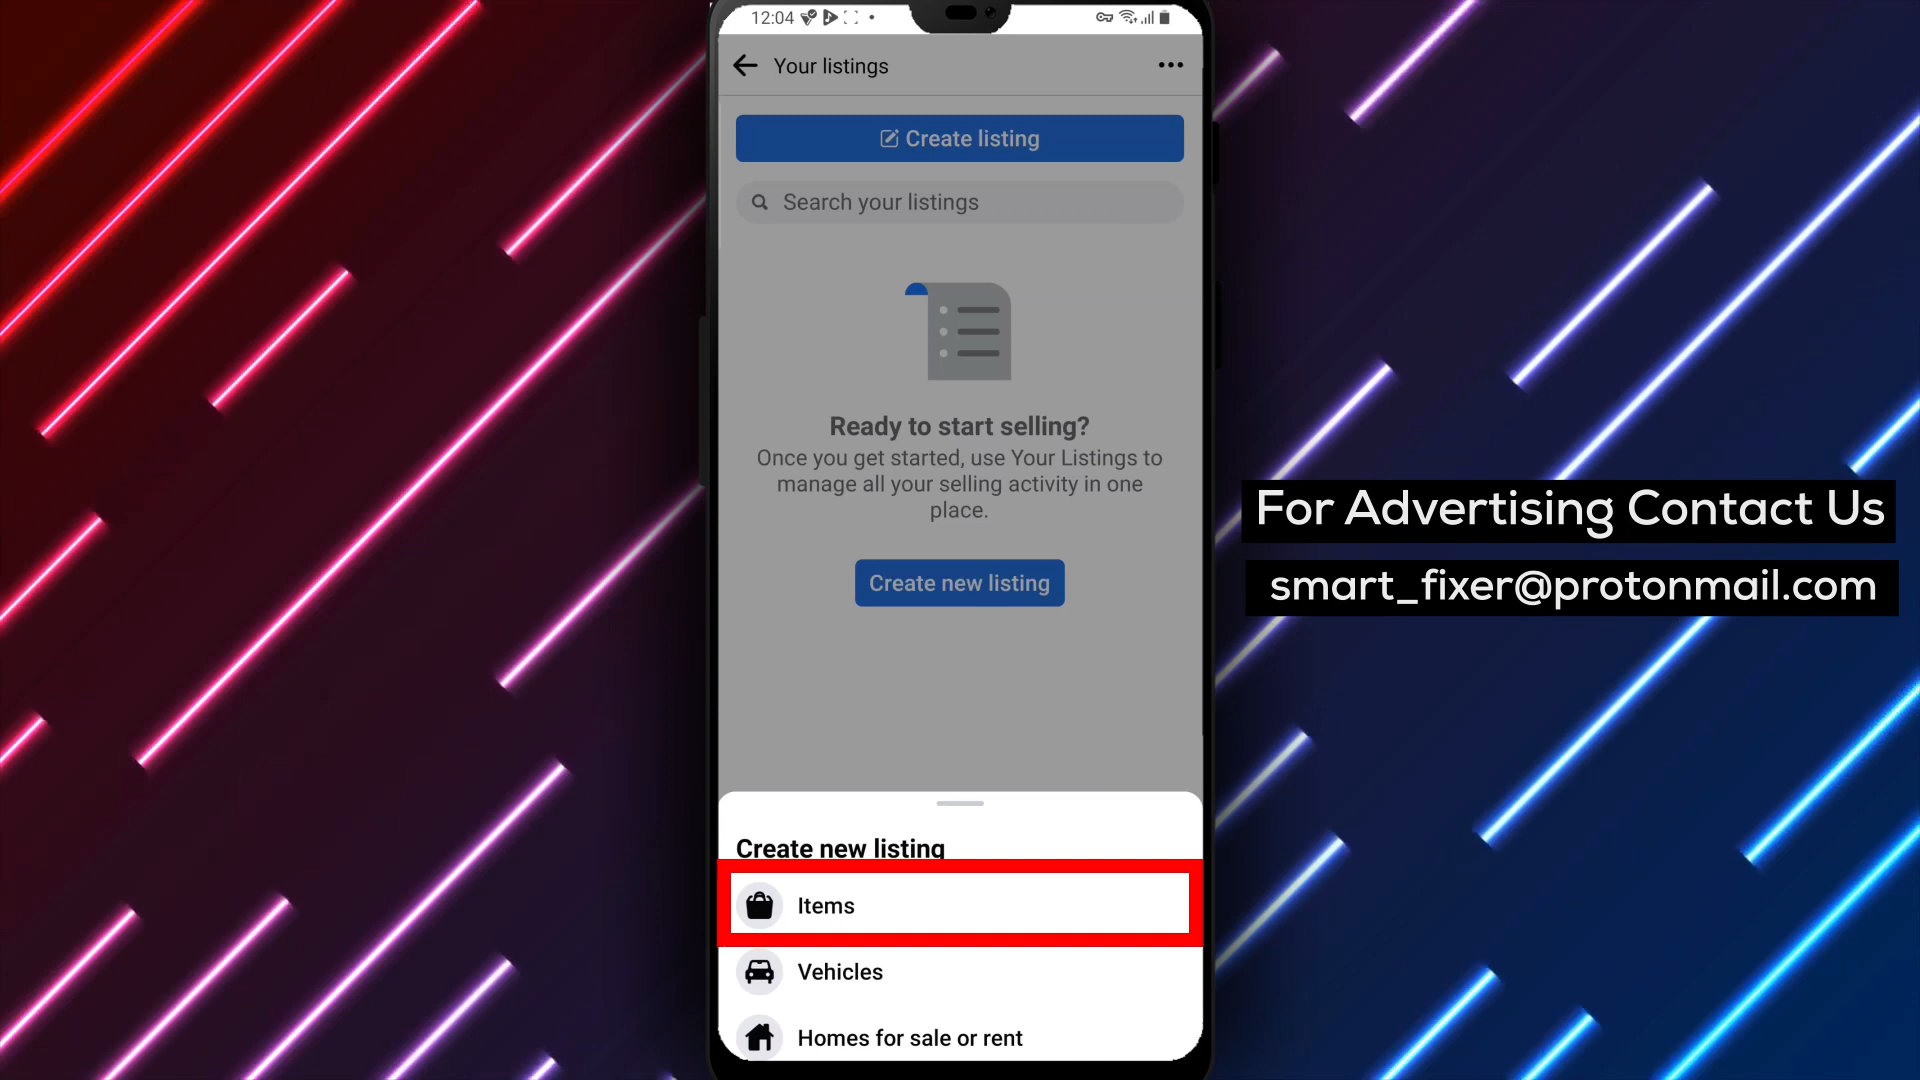 12:04
Your listings
Create listing
Search your listings
Ready to start selling?
Once you get started, use Your Listings to
manage all your selling activity in one
place.
Create new listing
For Advertising Contact Us
smart_fixer@protonmail.com
Create new listing
Items
Vehicles
Homes for sale or rent